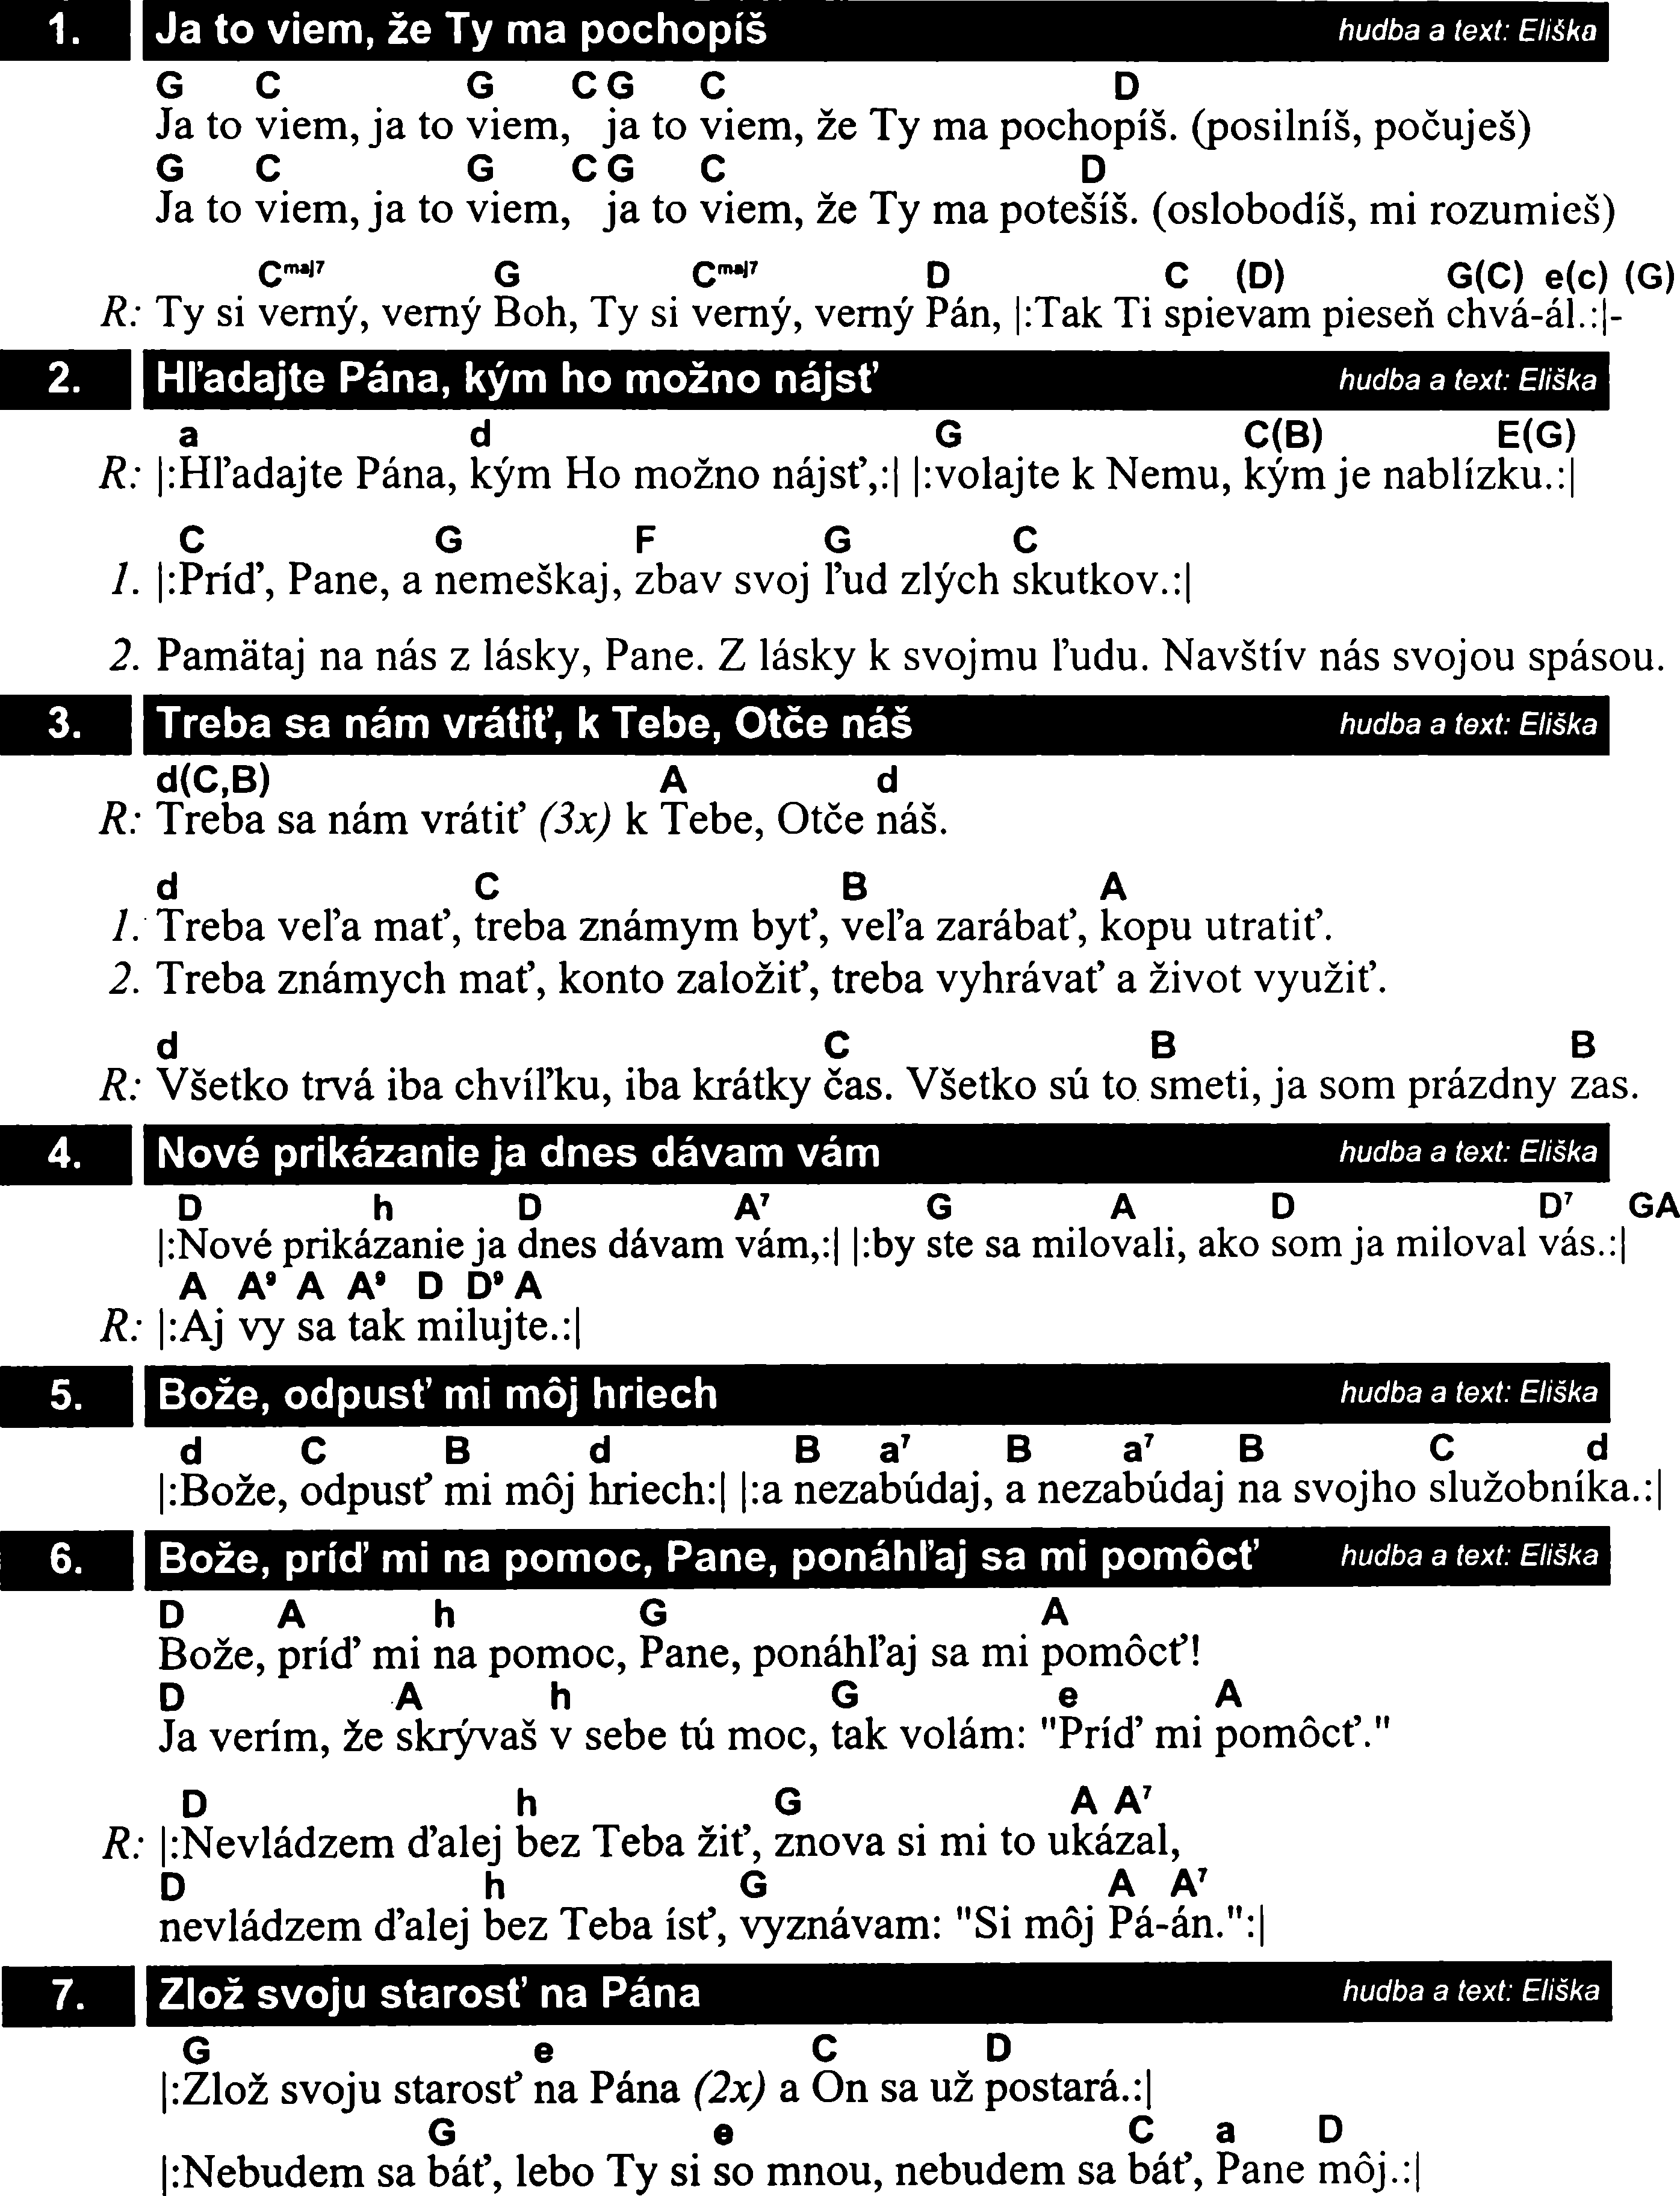 1. Ja to viem, že Ty ma pochopíš hudba a text: Eliška
G C G C G C D
Ja to viem, ja to viem, ja to viem, že Ty ma pochopíš. (posilníš, počuješ)
G C G C G C D
Ja to viem, ja to viem, ja to viem, že Ty ma potešíš. (oslobodíš, mi rozumieš)
Cmaj7 G Cmaj7 D C (D) G(C) e(c) (G)
R: Ty si verný, verný Boh, Ty si verný, verný Pán, |:Tak Ti spievam pieseň chvá-ál.:|-
2. Hľadajte Pána, kým ho možno nájsť hudba a text: Eliška
a d G C(B) E(G)
R: |:Hľadajte Pána, kým Ho možno nájsť,:| |:volajte k Nemu, kým je nablízku.:|
C G F G C
1. |:Príď, Pane, a nemeškaj, zbav svoj ľud zlých skutkov.:|
2. Pamätaj na nás z lásky, Pane. Z lásky k svojmu ľudu. Navštív nás svojou spásou.
3. Treba sa nám vrátiť, k Tebe, Otče náš hudba a text: Eliška
d(C,B) A d
R: Treba sa nám vrátiť (3x) k Tebe, Otče náš.
d C B A
1. Treba veľa mať, treba známym byť, veľa zarábať, kopu utratiť.
2. Treba známych mať, konto založiť, treba vyhrávať a život využiť.
d C B B
R: Všetko trvá iba chvíľku, iba krátky čas. Všetko sú to smeti, ja som prázdny zas.
4. Nové prikázanie ja dnes dávam vám hudba a text: Eliška
D h D A⁷ G A D D⁷ GA
|:Nové prikázanie ja dnes dávam vám,:| |:by ste sa milovali, ako som ja miloval vás.:|
A A⁹ A A⁹ D D⁹ A
R: |:Aj vy sa tak milujte.:|
5. Bože, odpusť mi môj hriech hudba a text: Eliška
d C B d B a⁷ B a⁷ B C d
|:Bože, odpusť mi môj hriech:| |:a nezabúdaj, a nezabúdaj na svojho služobníka.:|
6. Bože, príď mi na pomoc, Pane, ponáhľaj sa mi pomôcť hudba a text: Eliška
D A h G A
Bože, príď mi na pomoc, Pane, ponáhľaj sa mi pomôcť!
D A h G e A
Ja verím, že skrývaš v sebe tú moc, tak volám: "Príď mi pomôcť."
D h G A A⁷
R: |:Nevládzem ďalej bez Teba žiť, znova si mi to ukázal,
D h G A A⁷
nevládzem ďalej bez Teba ísť, vyznávam: "Si môj Pá-án.":|
7. Zlož svoju starosť na Pána hudba a text: Eliška
G e C D
|:Zlož svoju starosť na Pána (2x) a On sa už postará.:|
G e C a D
|:Nebudem sa báť, lebo Ty si so mnou, nebudem sa báť, Pane môj.:|